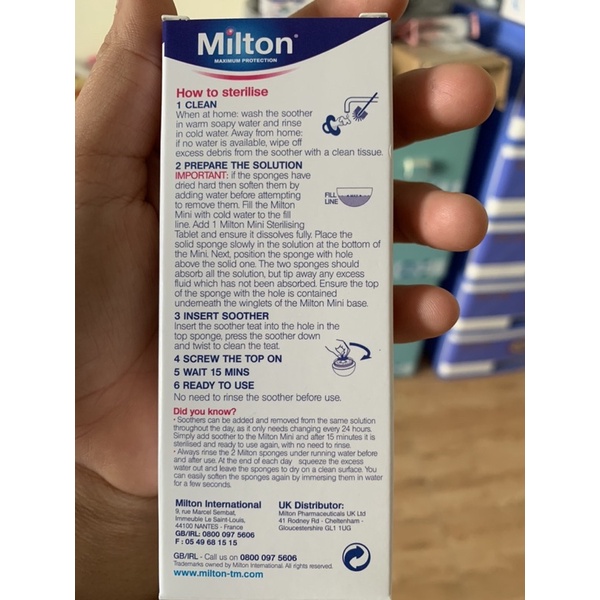 Milton®
MAXIMUM PROTECTION
How to sterilise
1 CLEAN
When at home: wash the soother
in warm soapy water and rinse
in cold water. Away from home:
if no water is available, wipe off
excess debris from the soother with a clean tissue.
2 PREPARE THE SOLUTION
IMPORTANT: if the sponges have
dried hard then soften them by
adding water before attempting
to remove them. Fill the Milton
Mini with cold water to the fill
line. Add 1 Milton Mini Sterilising
Tablet and ensure it dissolves fully. Place the
solid sponge slowly in the solution at the bottom of
the Mini. Next, position the sponge with hole
above the solid one. The two sponges should
absorb all the solution, but tip away any excess
fluid which has not been absorbed. Ensure the top
of the sponge with the hole is contained
underneath the winglets of the Milton Mini base.
FILL
LINE
3 INSERT SOOTHER
Insert the soother teat into the hole in the
top sponge, press the soother down
and twist to clean the teat.
4 SCREW THE TOP ON
5 WAIT 15 MINS
6 READY TO USE
No need to rinse the soother before use.
Did you know?
• Soothers can be added and removed from the same solution
throughout the day, as it only needs changing every 24 hours.
Simply add soother to the Milton Mini and after 15 minutes it is
sterilised and ready to use again, with no need to rinse.
• Always rinse the 2 Milton sponges under running water before
and after use. At the end of each day squeeze the excess
water out and leave the sponges to dry on a clean surface. You
can easily soften the sponges again by immersing them in water
for a few seconds.
Milton International
9, rue Marcel Sembat,
Immeuble Le Saint-Louis,
44100 NANTES - France
GB/IRL: 0800 097 5606
F : 05 49 68 15 15
UK Distributor:
Milton Pharmaceuticals UK Ltd
41 Rodney Rd - Cheltenham -
Gloucestershire GL1 1UG
GB/IRL - Call us on 0800 097 5606
Trademarks owned by Milton International. All rights reserved.
www.milton-tm.com